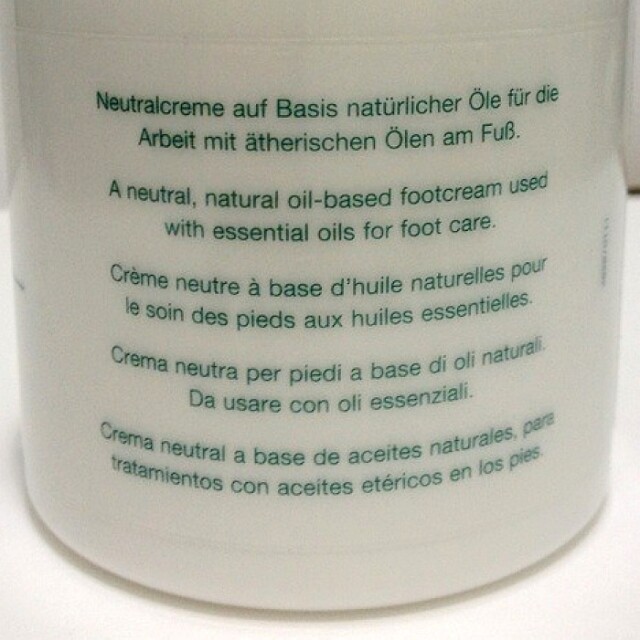 Neutralcreme auf Basis natürlicher Öle für die
Arbeit mit ätherischen Ölen am Fuß.
A neutral, natural oil-based footcream used
with essential oils for foot care.
Crème neutre à base d'huile naturelles pour
le soin des pieds aux huiles essentielles.
Crema neutra per piedi a base di oli naturali.
Da usare con oli essenziali.
Crema neutral a base de aceites naturales, para
tratamientos con aceites etéricos en los pies.